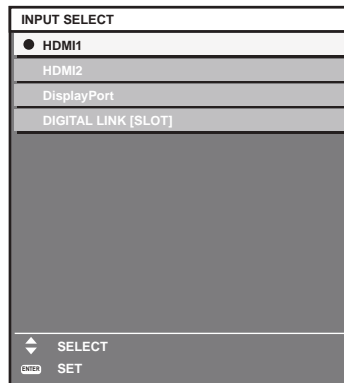 INPUT SELECT
HDMI1
HDMI2
DisplayPort
DIGITAL LINK [SLOT]
SELECT
ENTER SET